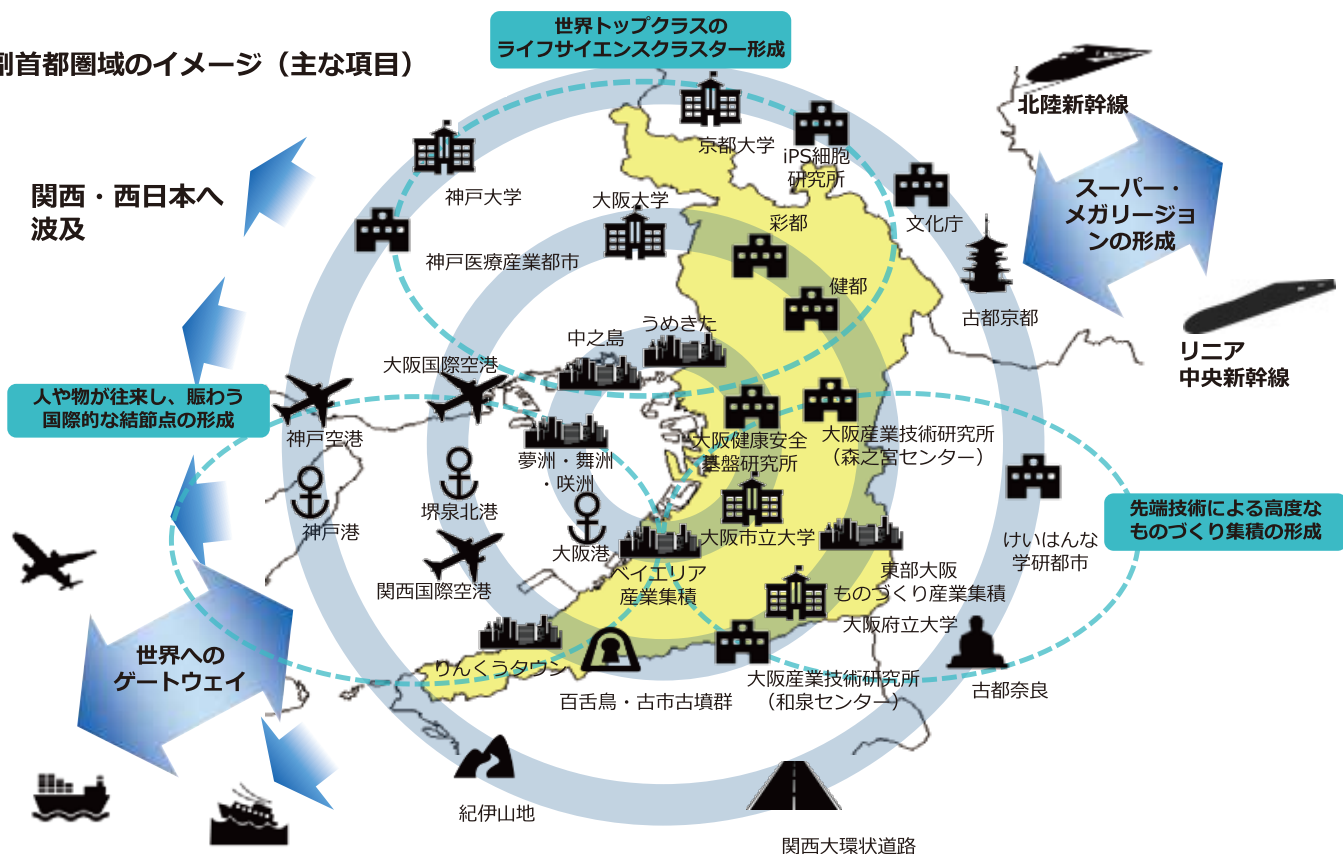 副首都圏域のイメージ（主な項目）
世界トップクラスの
ライフサイエンスクラスター形成
北陸新幹線
スーパー・
メガリージョ
ンの形成
関西・西日本へ
波及
京都大学
iPS細胞
研究所
神戸大学
大阪大学
彩都
文化庁
神戸医療産業都市
健都
古都京都
うめきた
中之島
リニア
中央新幹線
大阪国際空港
人や物が往来し、賑わう
国際的な結節点の形成
神戸空港
大阪健康安全
基盤研究所
大阪産業技術研究所
（森之宮センター）
夢洲・舞洲
・咲洲
堺泉北港
神戸港
大阪港
大阪市立大学
先端技術による高度な
ものづくり集積の形成
けいはんな
学研都市
関西国際空港
ベイエリア
産業集積
東部大阪
ものづくり産業集積
大阪府立大学
世界への
ゲートウェイ
りんくうタウン
百舌鳥・古市古墳群
大阪産業技術研究所
（和泉センター）
古都奈良
紀伊山地
関西大環状道路